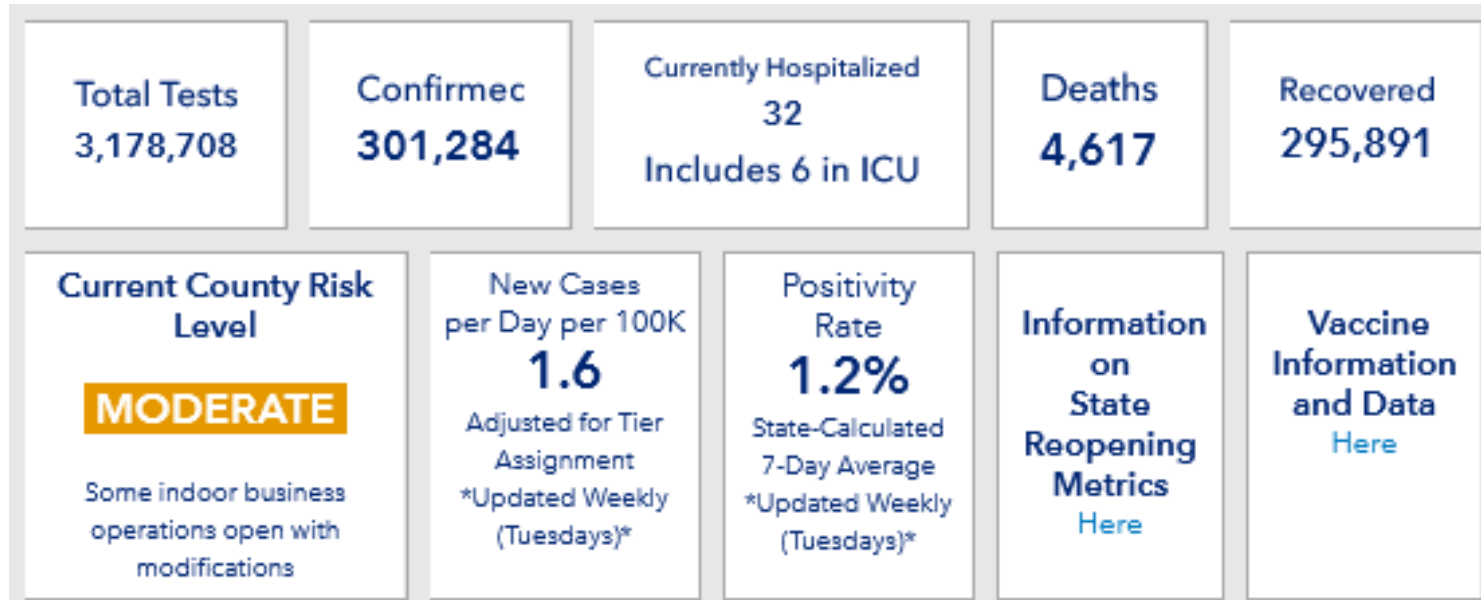 Total Tests
3,178,708
Confirmec
301,284
Currently Hospitalized
32
Includes 6 in ICU
Deaths
4,617
Recovered
295,891
Current County Risk
Level
MODERATE
Some indoor business
operations open with
modifications
New Cases
per Day per 100K
1.6
Adjusted for Tier
Assignment
*Updated Weekly
(Tuesdays)*
Positivity
Rate
1.2%
State-Calculated
7-Day Average
*Updated Weekly
(Tuesdays)*
Information
on
State
Reopening
Metrics
Here
Vaccine
Information
and Data
Here